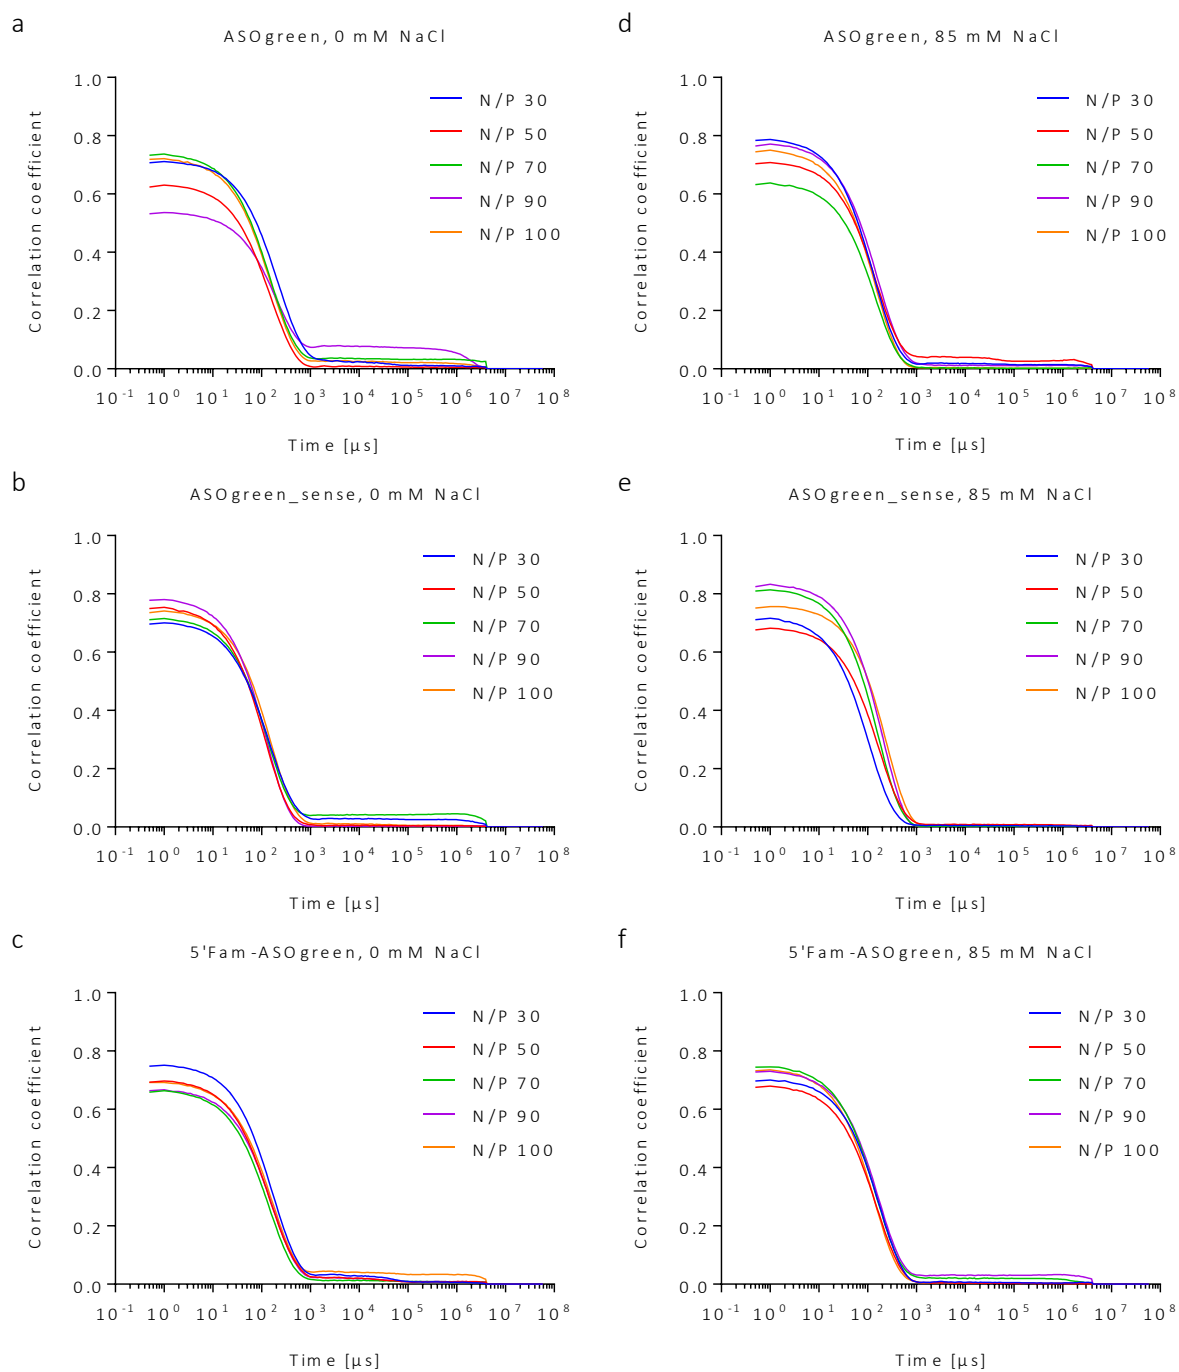 a
ASOgreen, 0 mM NaCl
Correlation coefficient
1.0
0.8
0.6
0.4
0.2
0.0
N/P 30
N/P 50
N/P 70
N/P 90
N/P 100
10⁻¹ 10⁰ 10¹ 10² 10³ 10⁴ 10⁵ 10⁶ 10⁷ 10⁸
Time [µs]
d
ASOgreen, 85 mM NaCl
Correlation coefficient
1.0
0.8
0.6
0.4
0.2
0.0
N/P 30
N/P 50
N/P 70
N/P 90
N/P 100
10⁻¹ 10⁰ 10¹ 10² 10³ 10⁴ 10⁵ 10⁶ 10⁷ 10⁸
Time [µs]
b
ASOgreen_sense, 0 mM NaCl
Correlation coefficient
1.0
0.8
0.6
0.4
0.2
0.0
N/P 30
N/P 50
N/P 70
N/P 90
N/P 100
10⁻¹ 10⁰ 10¹ 10² 10³ 10⁴ 10⁵ 10⁶ 10⁷ 10⁸
Time [µs]
e
ASOgreen_sense, 85 mM NaCl
Correlation coefficient
1.0
0.8
0.6
0.4
0.2
0.0
N/P 30
N/P 50
N/P 70
N/P 90
N/P 100
10⁻¹ 10⁰ 10¹ 10² 10³ 10⁴ 10⁵ 10⁶ 10⁷ 10⁸
Time [µs]
c
5'Fam-ASOgreen, 0 mM NaCl
Correlation coefficient
1.0
0.8
0.6
0.4
0.2
0.0
N/P 30
N/P 50
N/P 70
N/P 90
N/P 100
10⁻¹ 10⁰ 10¹ 10² 10³ 10⁴ 10⁵ 10⁶ 10⁷ 10⁸
Time [µs]
f
5'Fam-ASOgreen, 85 mM NaCl
Correlation coefficient
1.0
0.8
0.6
0.4
0.2
0.0
N/P 30
N/P 50
N/P 70
N/P 90
N/P 100
10⁻¹ 10⁰ 10¹ 10² 10³ 10⁴ 10⁵ 10⁶ 10⁷ 10⁸
Time [µs]